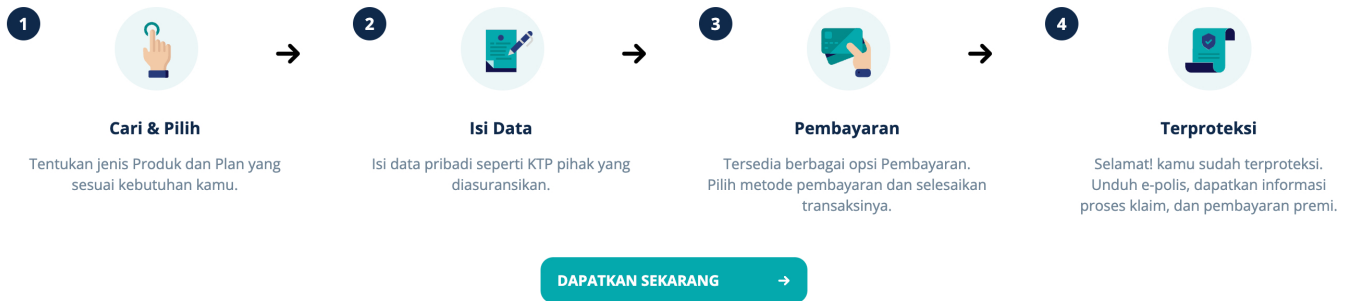 1
Cari & Pilih
Tentukan jenis Produk dan Plan yang
sesuai kebutuhan kamu.
2
Isi Data
Isi data pribadi seperti KTP pihak yang
diasuransikan.
3
Pembayaran
Tersedia berbagai opsi Pembayaran.
Pilih metode pembayaran dan selesaikan
transaksinya.
4
Terproteksi
Selamat! kamu sudah terproteksi.
Unduh e-polis, dapatkan informasi
proses klaim, dan pembayaran premi.
DAPATKAN SEKARANG